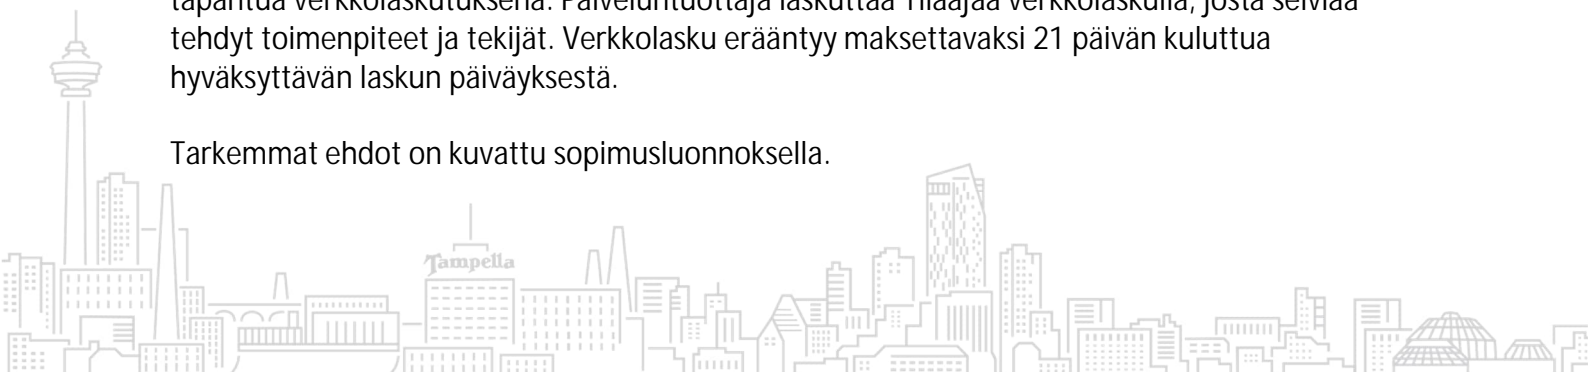 tapahtua verkkolaskutuksena. Palveluntuottaja laskuttaa Tilaajaa verkkolaskulla, josta selviää
tehdyt toimenpiteet ja tekijät. Verkkolasku erääntyy maksettavaksi 21 päivän kuluttua
hyväksyttävän laskun päiväyksestä.
Tarkemmat ehdot on kuvattu sopimusluonnoksella.
Tampella